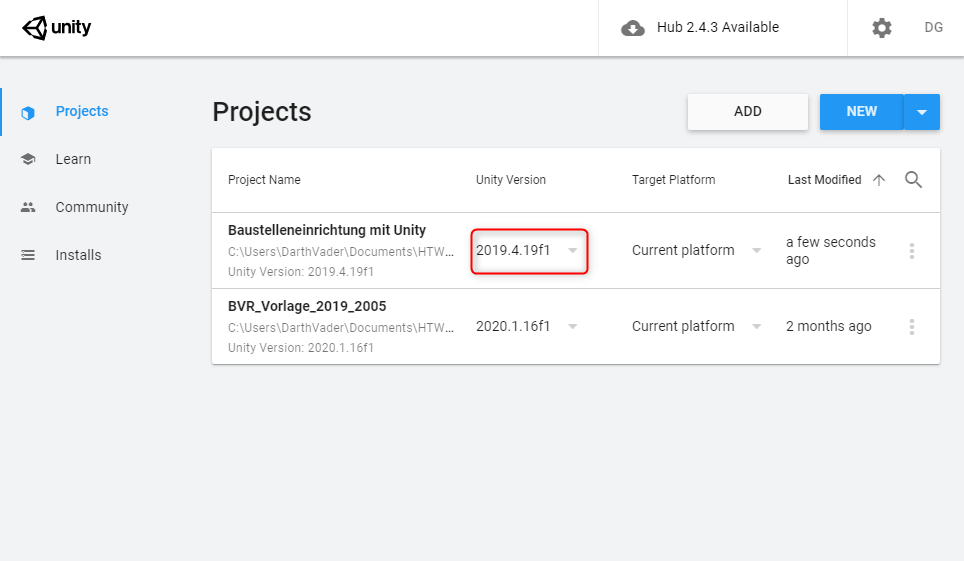 unity
Hub 2.4.3 Available
DG
Projects
Learn
Community
Installs
Projects
ADD
NEW
Project Name
Unity Version
Target Platform
Last Modified
Baustelleneinrichtung mit Unity
C:\Users\DarthVader\Documents\HTW...
Unity Version: 2019.4.19f1
2019.4.19f1
Current platform
a few seconds
ago
BVR_Vorlage_2019_2005
C:\Users\DarthVader\Documents\HTW...
Unity Version: 2020.1.16f1
2020.1.16f1
Current platform
2 months ago